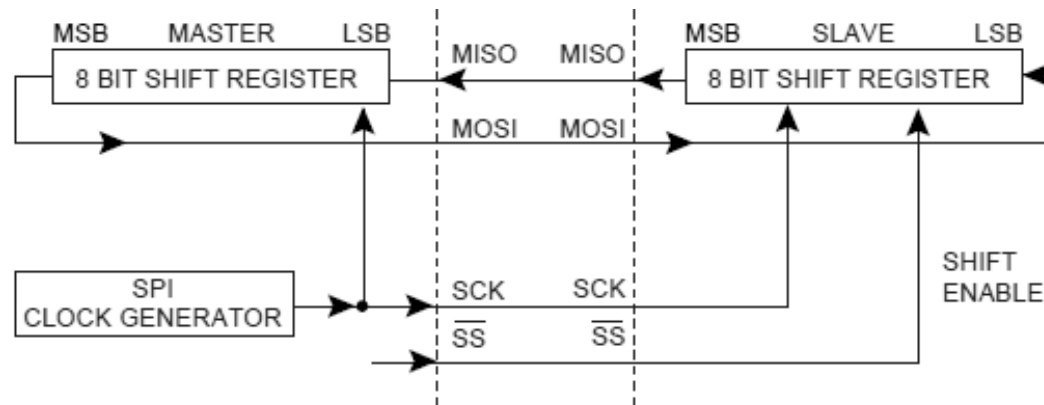 MSB MASTER LSB
MISO MISO
MSB SLAVE LSB
8 BIT SHIFT REGISTER
8 BIT SHIFT REGISTER
MOSI MOSI
SHIFT
ENABLE
SPI
CLOCK GENERATOR
SCK SCK
SS SS